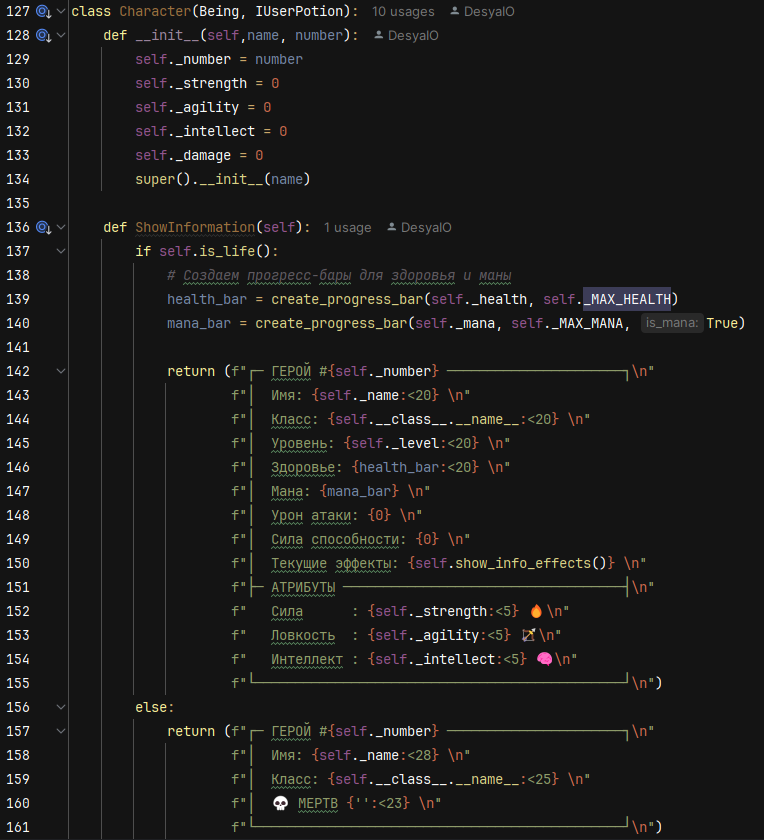 127 class Character(Being, IUserPotion): 10 usages DesyaIO
128 def __init__(self,name, number): DesyaIO
129 self._number = number
130 self._strength = 0
131 self._agility = 0
132 self._intellect = 0
133 self._damage = 0
134 super().__init__(name)
135
136 def ShowInformation(self): 1 usage DesyaIO
137 if self.is_life():
138 # Создаем прогресс-бары для здоровья и маны
139 health_bar = create_progress_bar(self._health, self._MAX_HEALTH)
140 mana_bar = create_progress_bar(self._mana, self._MAX_MANA, is_mana: True)
141
142 return (f"┌─ ГЕРОЙ #{self._number} ──────────────────────┐\n"
143 f"│ Имя: {self._name:<20} \n"
144 f"│ Класс: {self.__class__.__name__:<20} \n"
145 f"│ Уровень: {self._level:<20} \n"
146 f"│ Здоровье: {health_bar:<20} \n"
147 f"│ Мана: {mana_bar} \n"
148 f"│ Урон атаки: {0} \n"
149 f"│ Сила способности: {0} \n"
150 f"│ Текущие эффекты: {self.show_info_effects()} \n"
151 f"├─ АТРИБУТЫ ───────────────────────────────────┤\n"
152 f" Сила : {self._strength:<5} 🔥\n"
153 f" Ловкость : {self._agility:<5} 🏹\n"
154 f" Интеллект : {self._intellect:<5} 🧠\n"
155 f"└──────────────────────────────────────────────┘\n")
156 else:
157 return (f"┌─ ГЕРОЙ #{self._number} ──────────────────────┐\n"
158 f"│ Имя: {self._name:<28} \n"
159 f"│ Класс: {self.__class__.__name__:<25} \n"
160 f"│ 💀 МЕРТВ {'':<23} \n"
161 f"└──────────────────────────────────────────────┘\n")